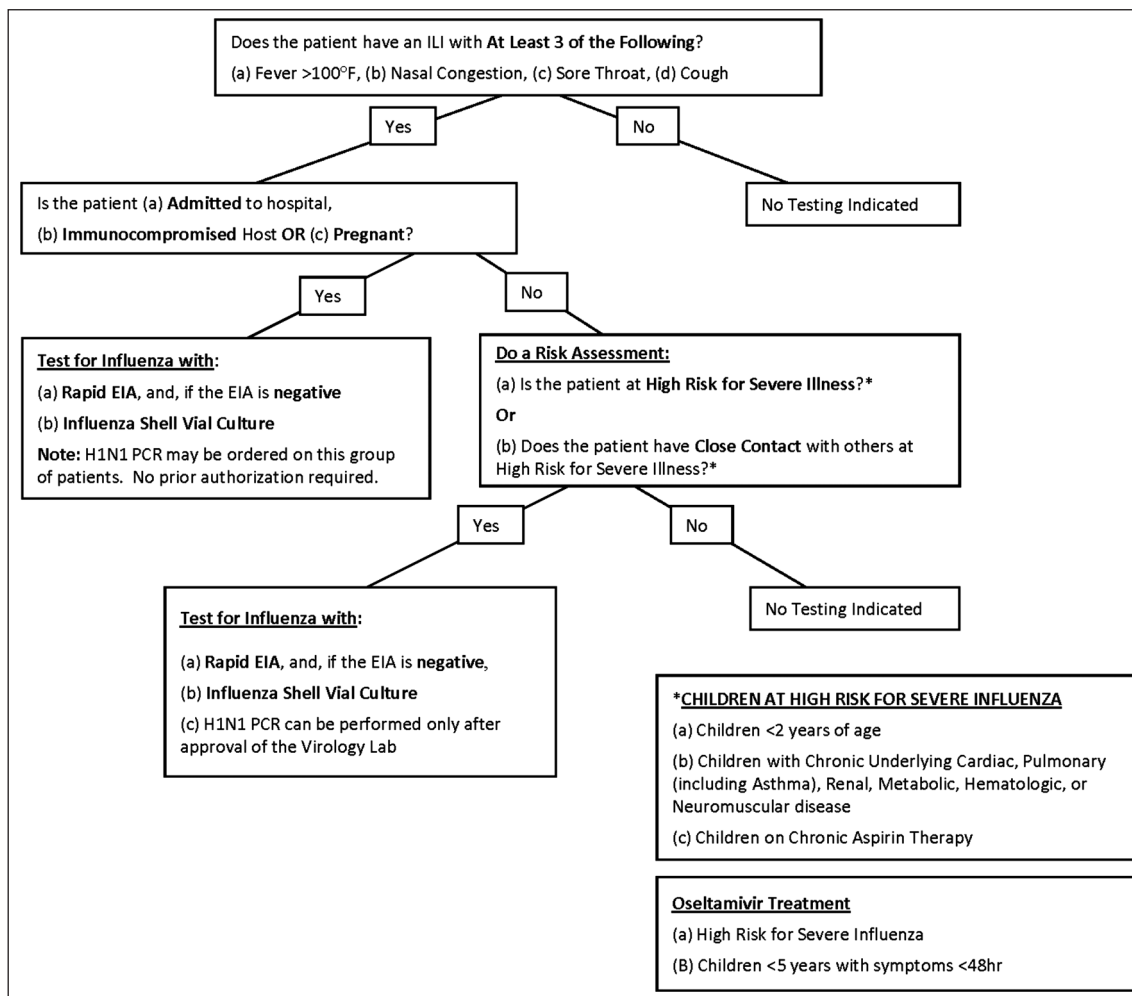 Does the patient have an ILI with At Least 3 of the Following?
(a) Fever >100°F, (b) Nasal Congestion, (c) Sore Throat, (d) Cough
Yes
No
Is the patient (a) Admitted to hospital,
(b) Immunocompromised Host OR (c) Pregnant?
No Testing Indicated
Yes
No
Test for Influenza with:
(a) Rapid EIA, and, if the EIA is negative
(b) Influenza Shell Vial Culture
Note: H1N1 PCR may be ordered on this group
of patients. No prior authorization required.
Do a Risk Assessment:
(a) Is the patient at High Risk for Severe Illness?*
Or
(b) Does the patient have Close Contact with others at
High Risk for Severe Illness?*
Yes
No
Test for Influenza with:
(a) Rapid EIA, and, if the EIA is negative,
(b) Influenza Shell Vial Culture
(c) H1N1 PCR can be performed only after
approval of the Virology Lab
No Testing Indicated
*CHILDREN AT HIGH RISK FOR SEVERE INFLUENZA
(a) Children <2 years of age
(b) Children with Chronic Underlying Cardiac, Pulmonary
(including Asthma), Renal, Metabolic, Hematologic, or
Neuromuscular disease
(c) Children on Chronic Aspirin Therapy
Oseltamivir Treatment
(a) High Risk for Severe Influenza
(B) Children <5 years with symptoms <48hr